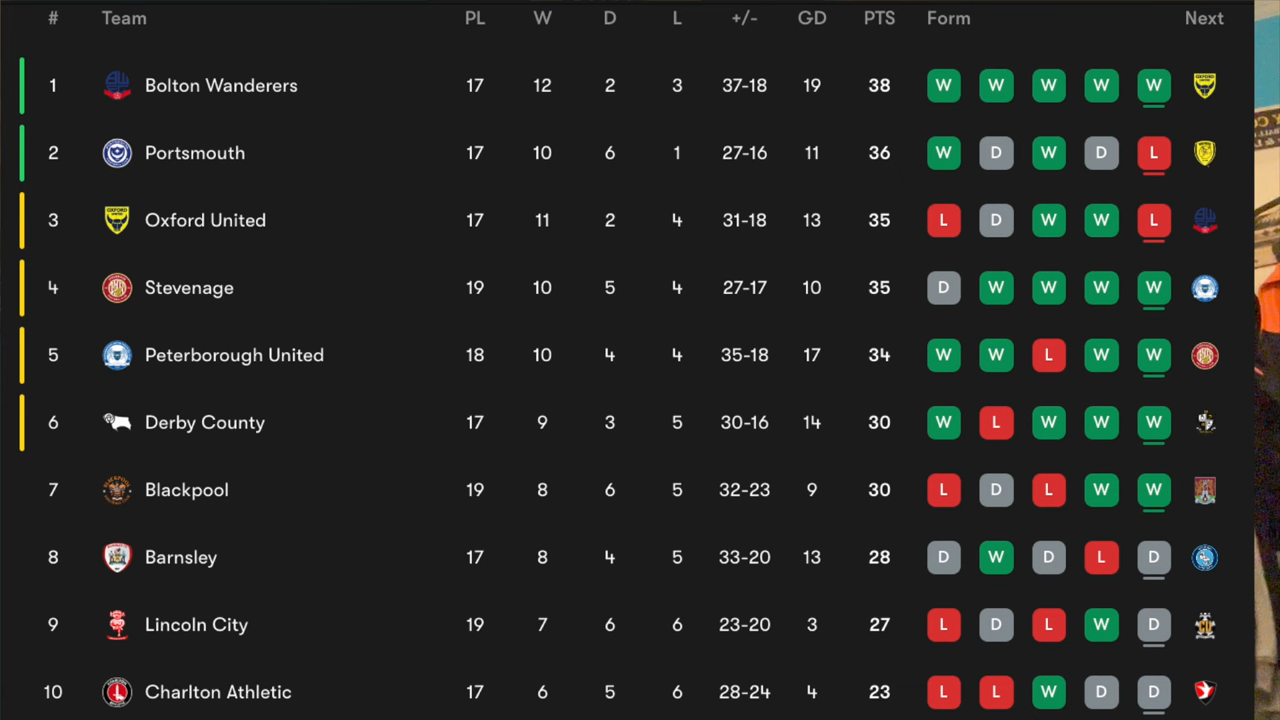 # Team PL W D L +/- GD PTS Form Next
1 Bolton Wanderers 17 12 2 3 37-18 19 38 W W W W W
2 Portsmouth 17 10 6 1 27-16 11 36 W D W D L
3 Oxford United 17 11 2 4 31-18 13 35 L D W W L
4 Stevenage 19 10 5 4 27-17 10 35 D W W W W
5 Peterborough United 18 10 4 4 35-18 17 34 W W L W W
6 Derby County 17 9 3 5 30-16 14 30 W L W W W
7 Blackpool 19 8 6 5 32-23 9 30 L D L W W
8 Barnsley 17 8 4 5 33-20 13 28 D W D L D
9 Lincoln City 19 7 6 6 23-20 3 27 L D L W D
10 Charlton Athletic 17 6 5 6 28-24 4 23 L L W D D